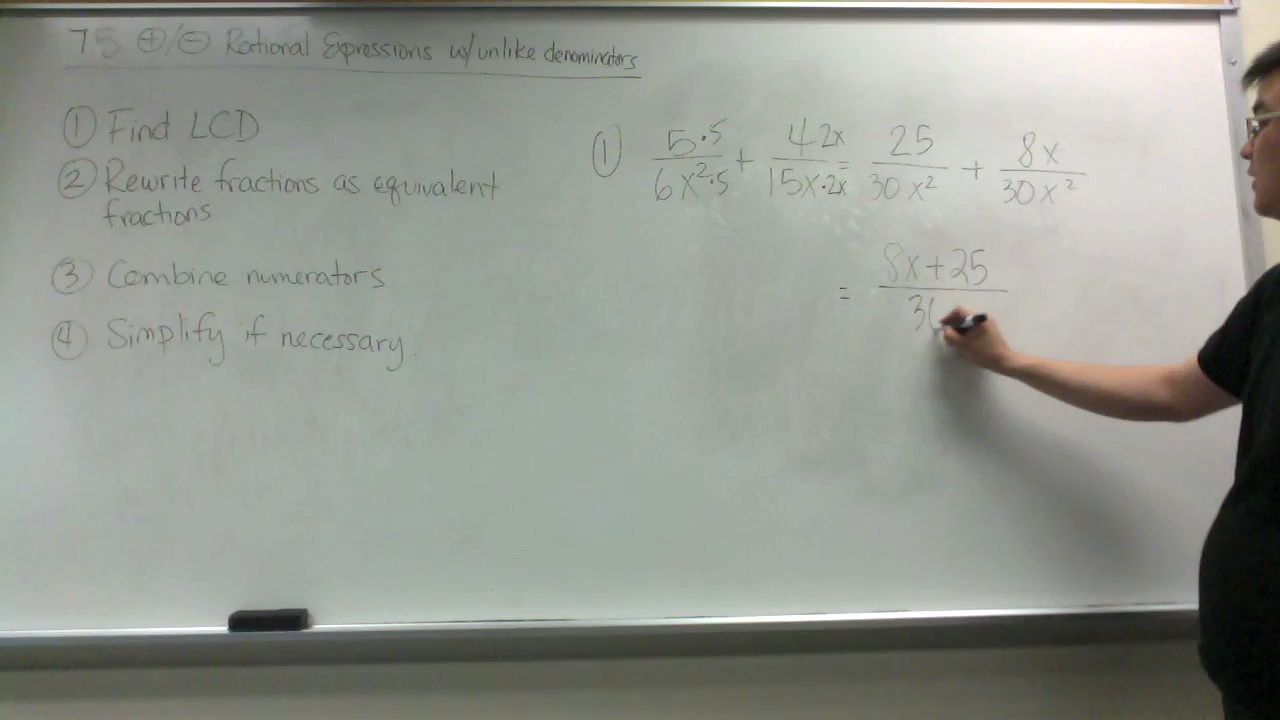 7 5 ⊕/⊖ Rational Expressions w/unlike denominators
① Find LCD
② Rewrite fractions as equivalent
fractions
③ Combine numerators
④ Simplify if necessary.
① 5·5/6x²·5 + 4 2x/15x·2x = 25/30x² + 8x/30x²
= 8x+25/30